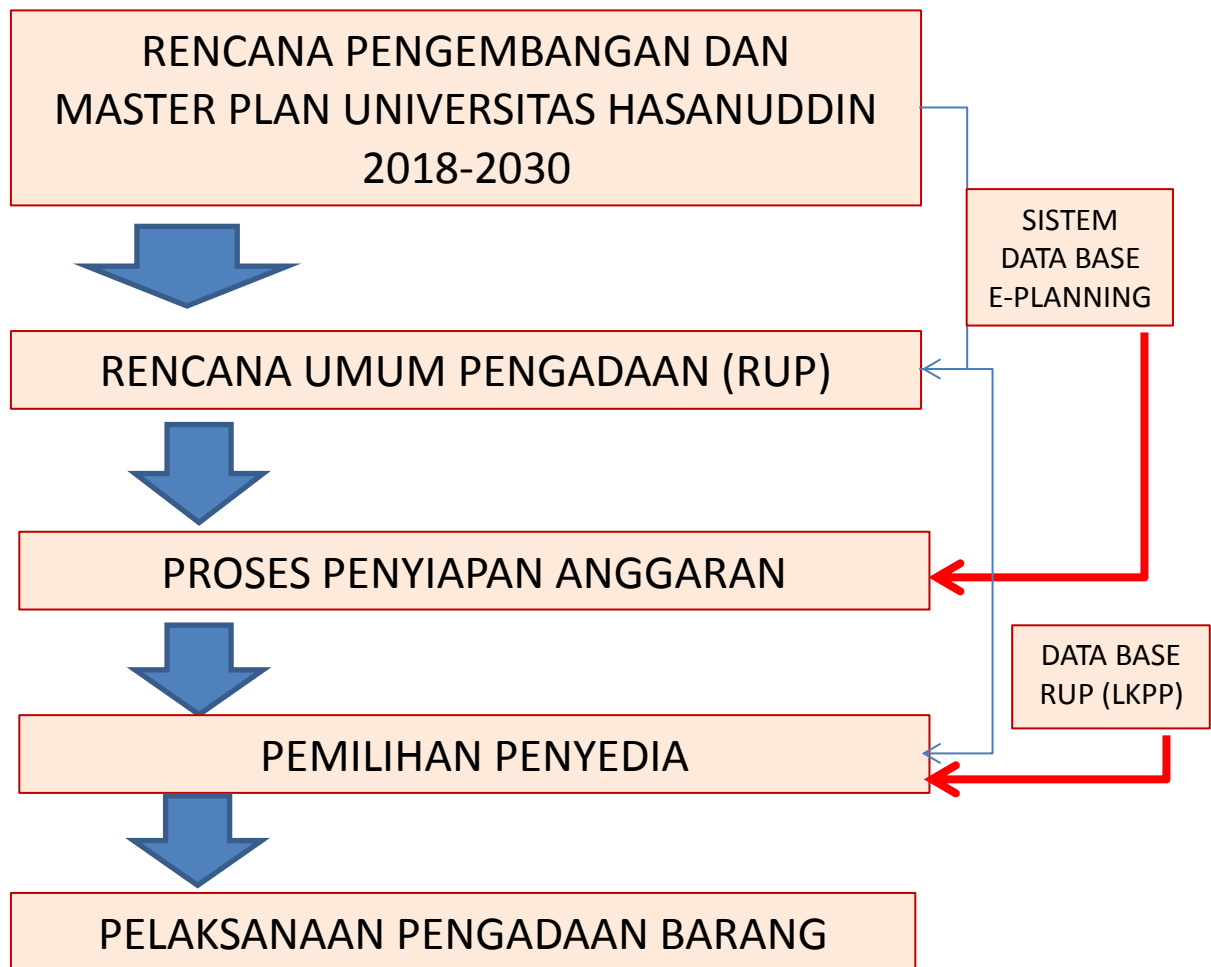 RENCANA PENGEMBANGAN DAN
MASTER PLAN UNIVERSITAS HASANUDDIN
2018-2030
SISTEM
DATA BASE
E-PLANNING
RENCANA UMUM PENGADAAN (RUP)
PROSES PENYIAPAN ANGGARAN
DATA BASE
RUP (LKPP)
PEMILIHAN PENYEDIA
PELAKSANAAN PENGADAAN BARANG